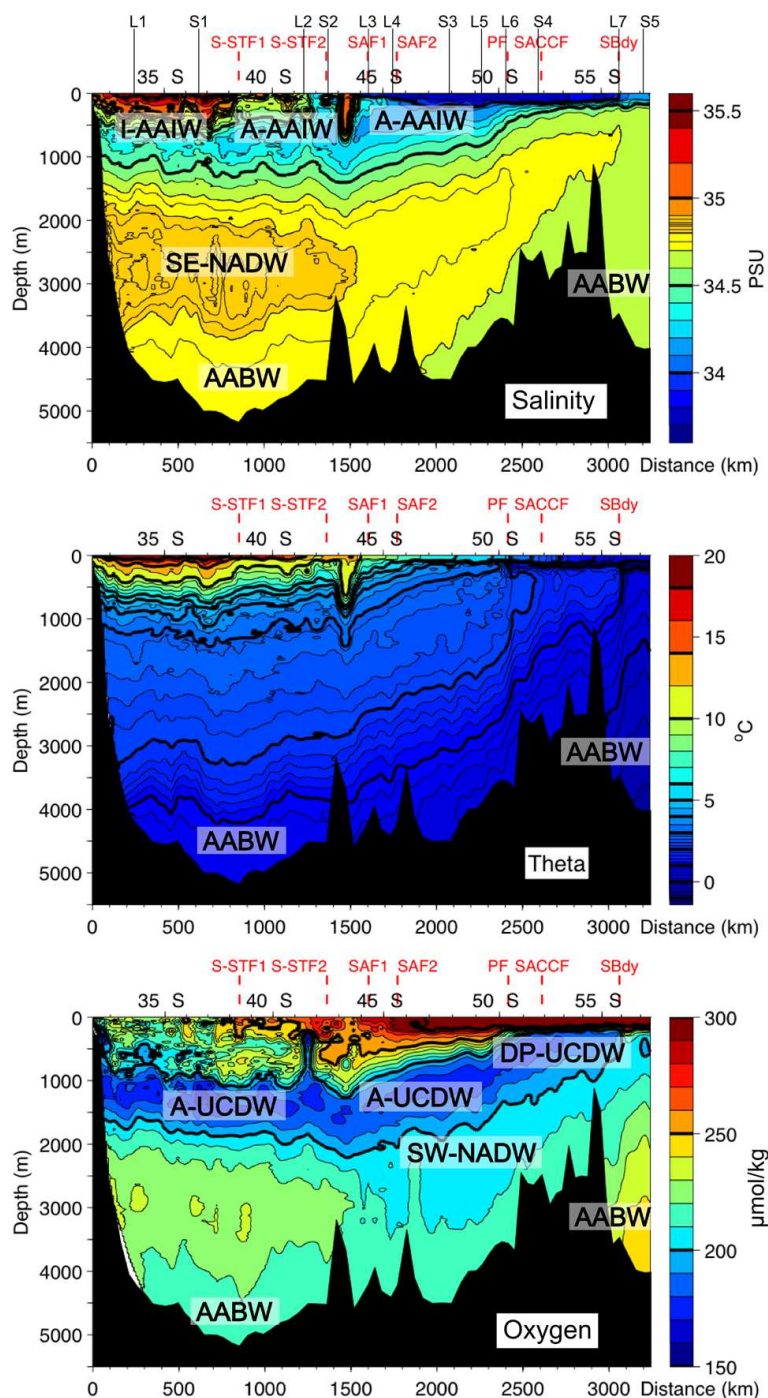 L1 S1 L2 S2 L3 L4 S3 L5 L6 S4 L7 S5
S-STF1 S-STF2 SAF1 SAF2 PF SACCF SBdy
35 S 40 S 45 S 50 S 55 S
0
1000
2000
3000
4000
5000
Depth (m)
I-AAIW A-AAIW A-AAIW
SE-NADW
AABW
AABW
Salinity
0 500 1000 1500 2000 2500 3000 Distance (km)
35.5
35
34.5
34
PSU
S-STF1 S-STF2 SAF1 SAF2 PF SACCF SBdy
35 S 40 S 45 S 50 S 55 S
0
1000
2000
3000
4000
5000
Depth (m)
AABW
AABW
Theta
0 500 1000 1500 2000 2500 3000 Distance (km)
20
15
10
5
0
°C
S-STF1 S-STF2 SAF1 SAF2 PF SACCF SBdy
35 S 40 S 45 S 50 S 55 S
0
1000
2000
3000
4000
5000
Depth (m)
DP-UCDW
A-UCDW A-UCDW
SW-NADW
AABW
AABW
Oxygen
0 500 1000 1500 2000 2500 3000 Distance (km)
300
250
200
150
µmol/kg